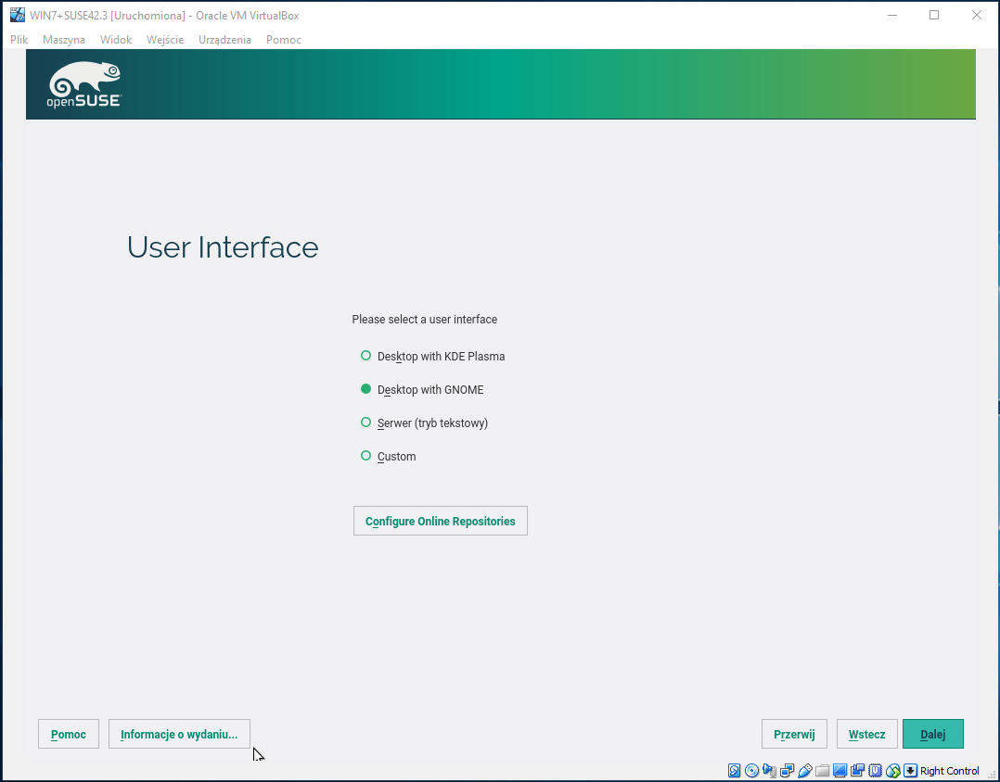 WIN7+SUSE42.3 [Uruchomiona] - Oracle VM VirtualBox
Plik Maszyna Widok Wejście Urządzenia Pomoc
openSUSE
User Interface
Please select a user interface
Desktop with KDE Plasma
Desktop with GNOME
Serwer (tryb tekstowy)
Custom
Configure Online Repositories
Pomoc Informacje o wydaniu... Przerwij Wstecz Dalej
Right Control